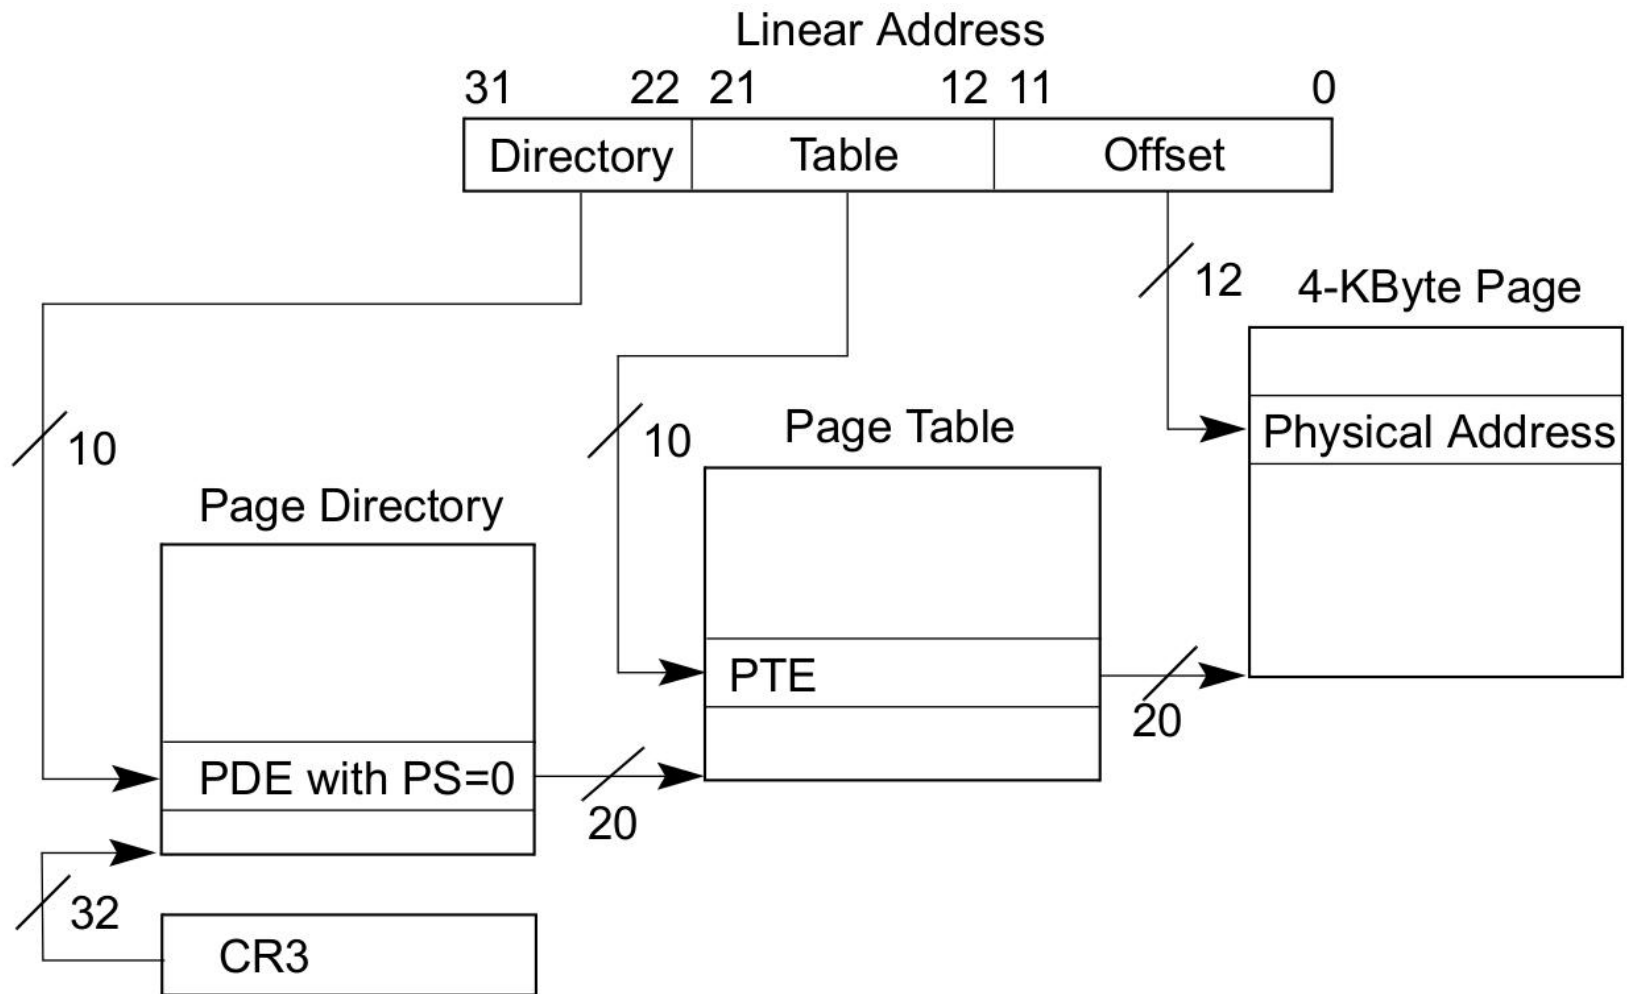 Linear Address
31 22 21 12 11 0
Directory Table Offset
12
4-KByte Page
10
10
Page Table
Physical Address
Page Directory
PTE
20
PDE with PS=0
20
32
CR3